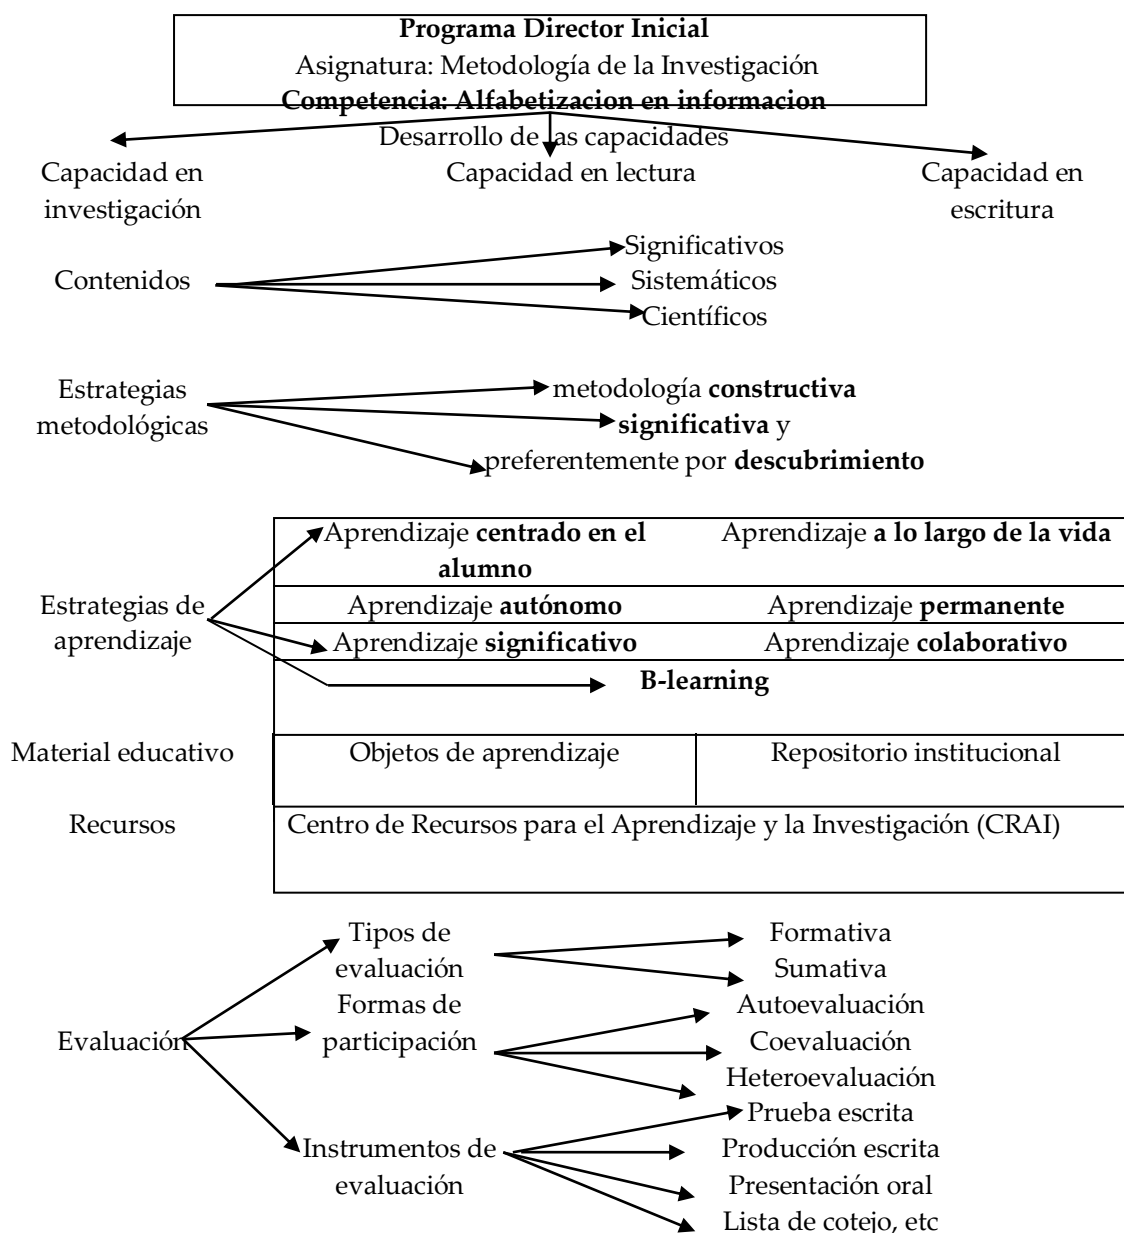 Programa Director Inicial
Asignatura: Metodología de la Investigación
Competencia: Alfabetizacion en informacion
Desarrollo de las capacidades
Capacidad en investigación
Capacidad en lectura
Capacidad en escritura
Contenidos
Significativos
Sistemáticos
Científicos
Estrategias metodológicas
metodología constructiva
significativa y
preferentemente por descubrimiento
Estrategias de aprendizaje
Aprendizaje centrado en el alumno
Aprendizaje a lo largo de la vida
Aprendizaje autónomo
Aprendizaje permanente
Aprendizaje significativo
Aprendizaje colaborativo
B-learning
Material educativo
Objetos de aprendizaje
Repositorio institucional
Recursos
Centro de Recursos para el Aprendizaje y la Investigación (CRAI)
Evaluación
Tipos de evaluación
Formativa
Sumativa
Formas de participación
Autoevaluación
Coevaluación
Heteroevaluación
Instrumentos de evaluación
Prueba escrita
Producción escrita
Presentación oral
Lista de cotejo, etc